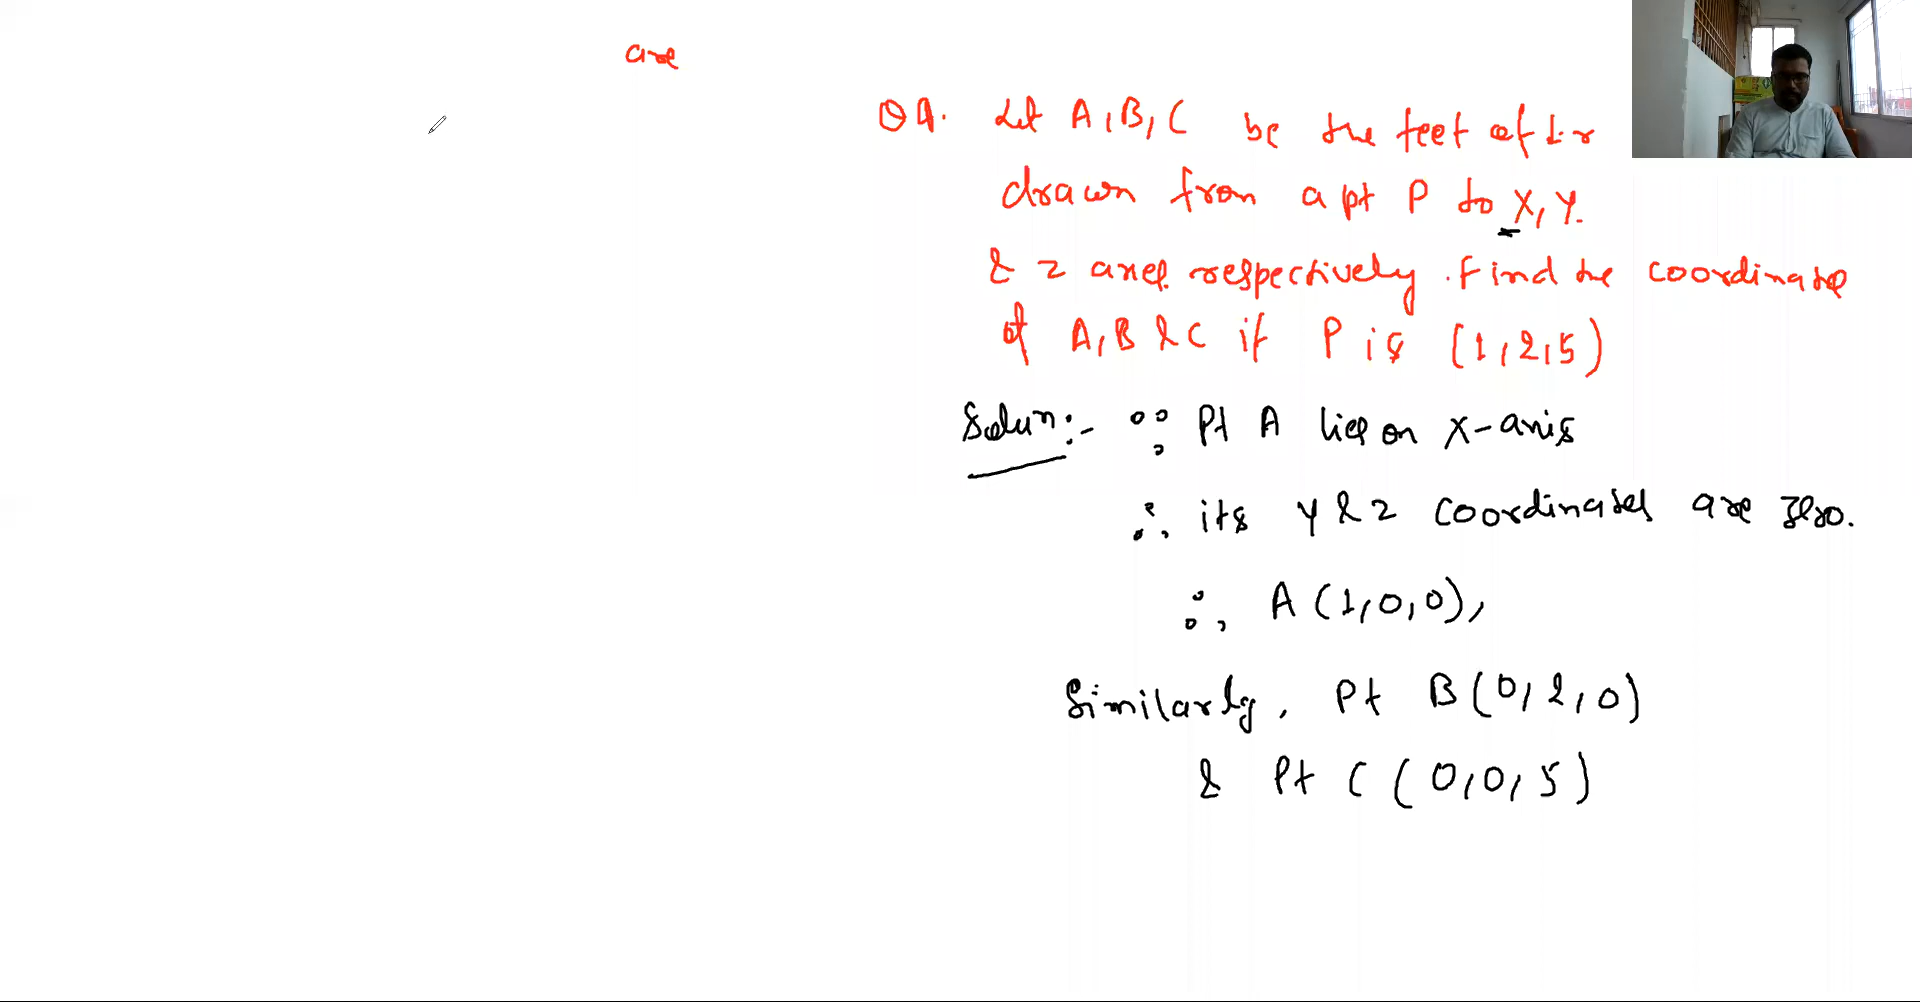 are
Q4. Let A, B, C be the feet of ⊥r
drawn from a pt P to X, Y.
& z axes respectively. Find the coordinates
of A, B & C if P is (1, 2, 5)
Solun:- ∵ Pt A lies on X-axis
∴ its Y & Z coordinates are zero.
∴ A (1, 0, 0),
Similarly, Pt B (0, 2, 0)
& Pt C (0, 0, 5)